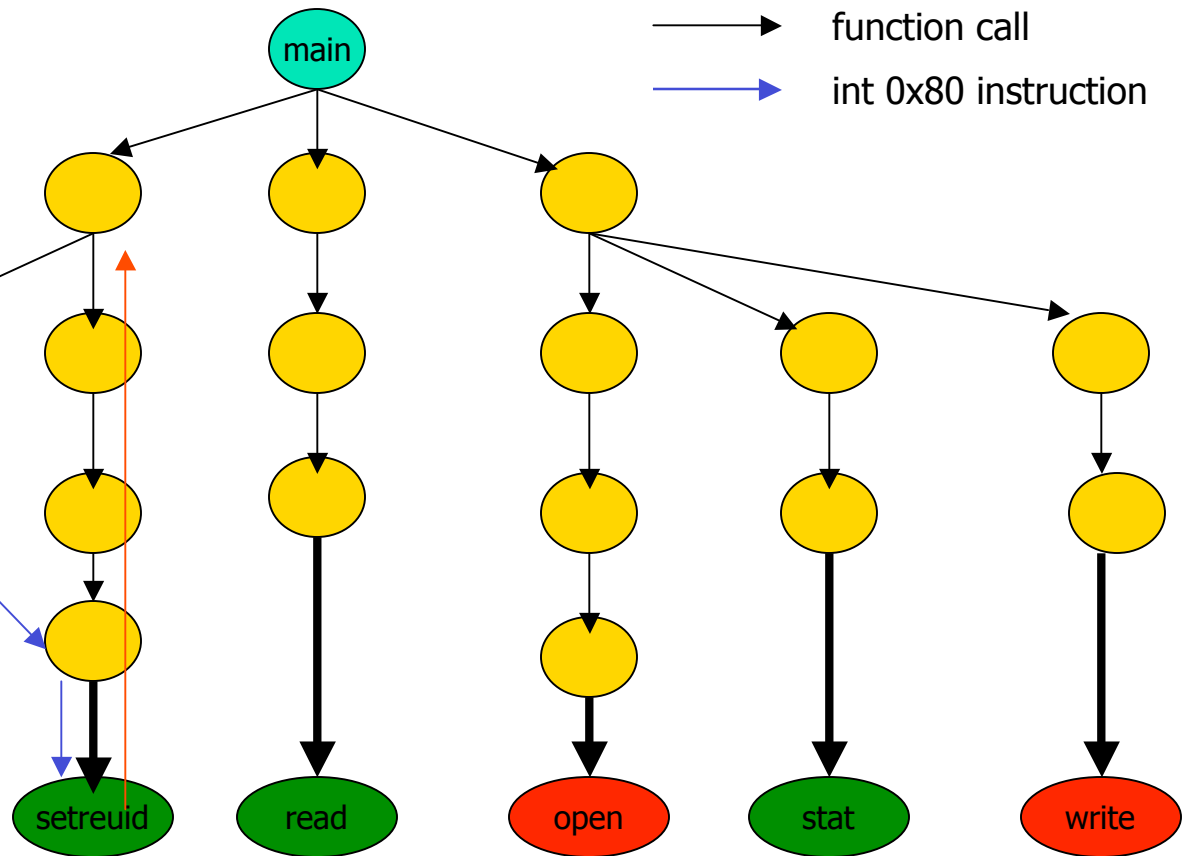 main
function call
int 0x80 instruction
setreuid
read
open
stat
write